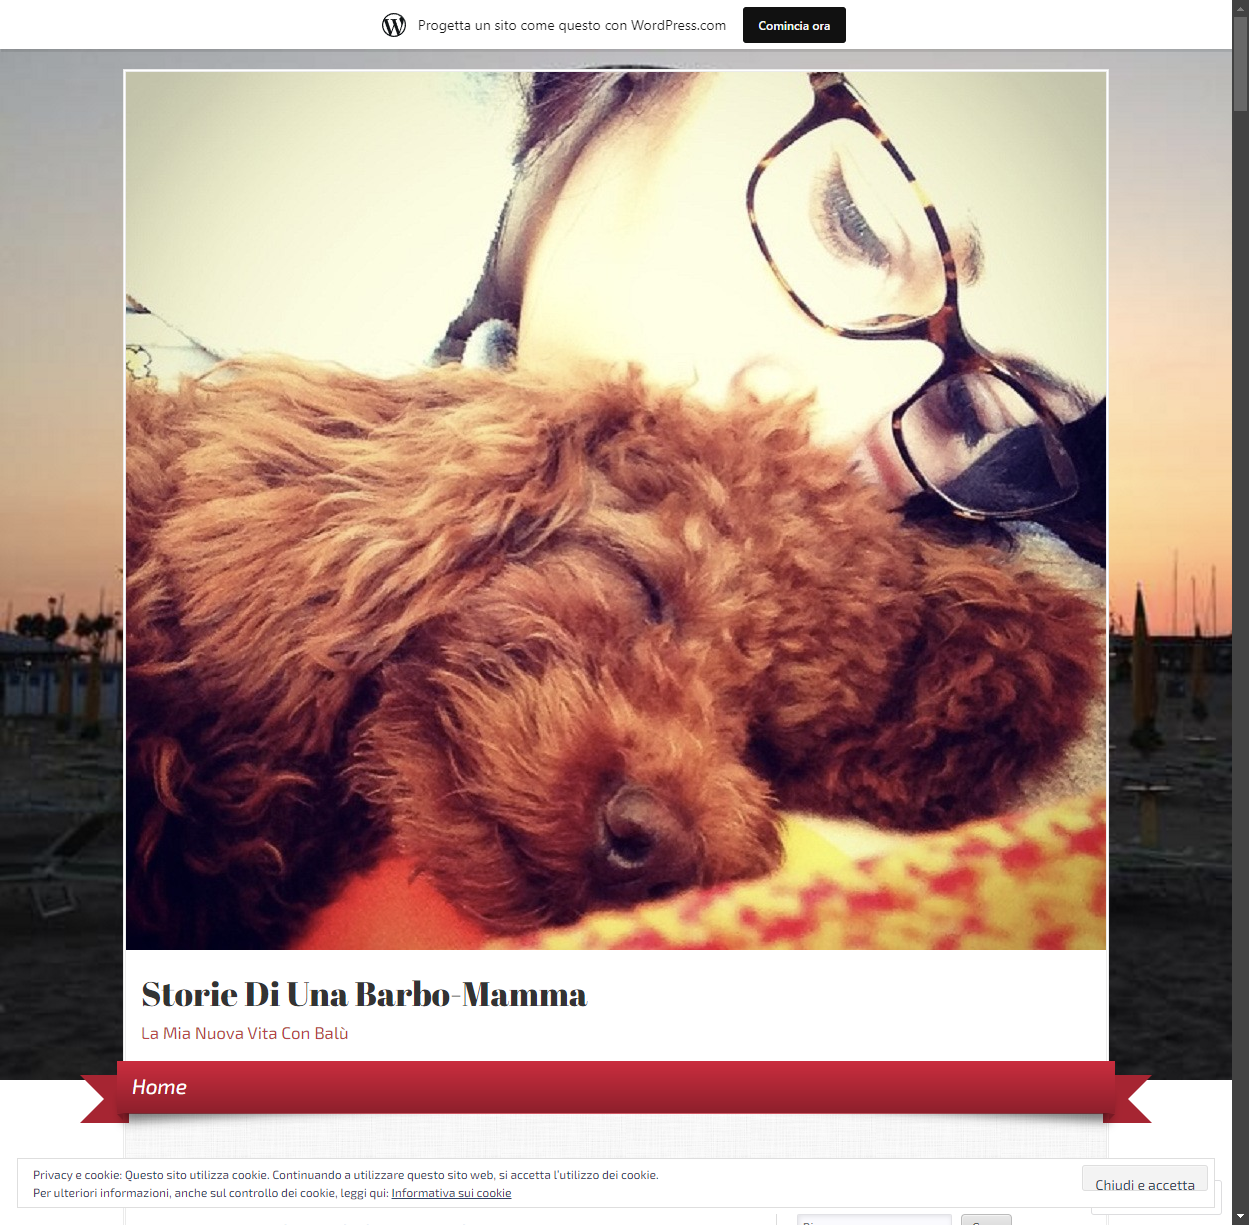 Progetta un sito come questo con WordPress.com
Comincia ora
Storie Di Una Barbo-Mamma
La Mia Nuova Vita Con Balù
Home
Privacy e cookie: Questo sito utilizza cookie. Continuando a utilizzare questo sito web, si accetta l'utilizzo dei cookie.
Per ulteriori informazioni, anche sul controllo dei cookie, leggi qui: Informativa sui cookie
Chiudi e accetta